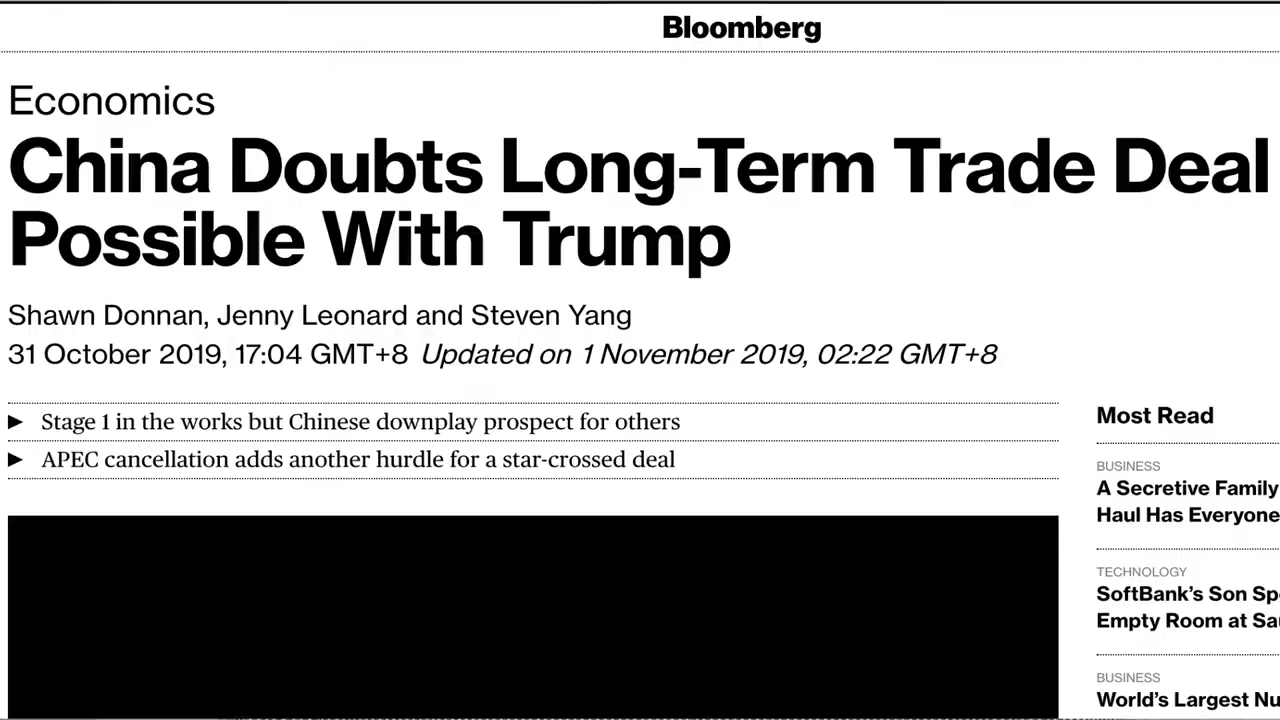 Bloomberg
Economics
China Doubts Long-Term Trade Deal
Possible With Trump
Shawn Donnan, Jenny Leonard and Steven Yang
31 October 2019, 17:04 GMT+8 Updated on 1 November 2019, 02:22 GMT+8
► Stage 1 in the works but Chinese downplay prospect for others
► APEC cancellation adds another hurdle for a star-crossed deal
Most Read
BUSINESS
A Secretive Family
Haul Has Everyone
TECHNOLOGY
SoftBank's Son
Empty Room at
BUSINESS
World's Largest